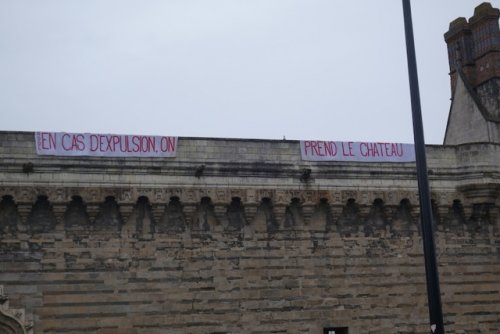 EN CAS D'EXPULSION, ON
PREND LE CHATEAU